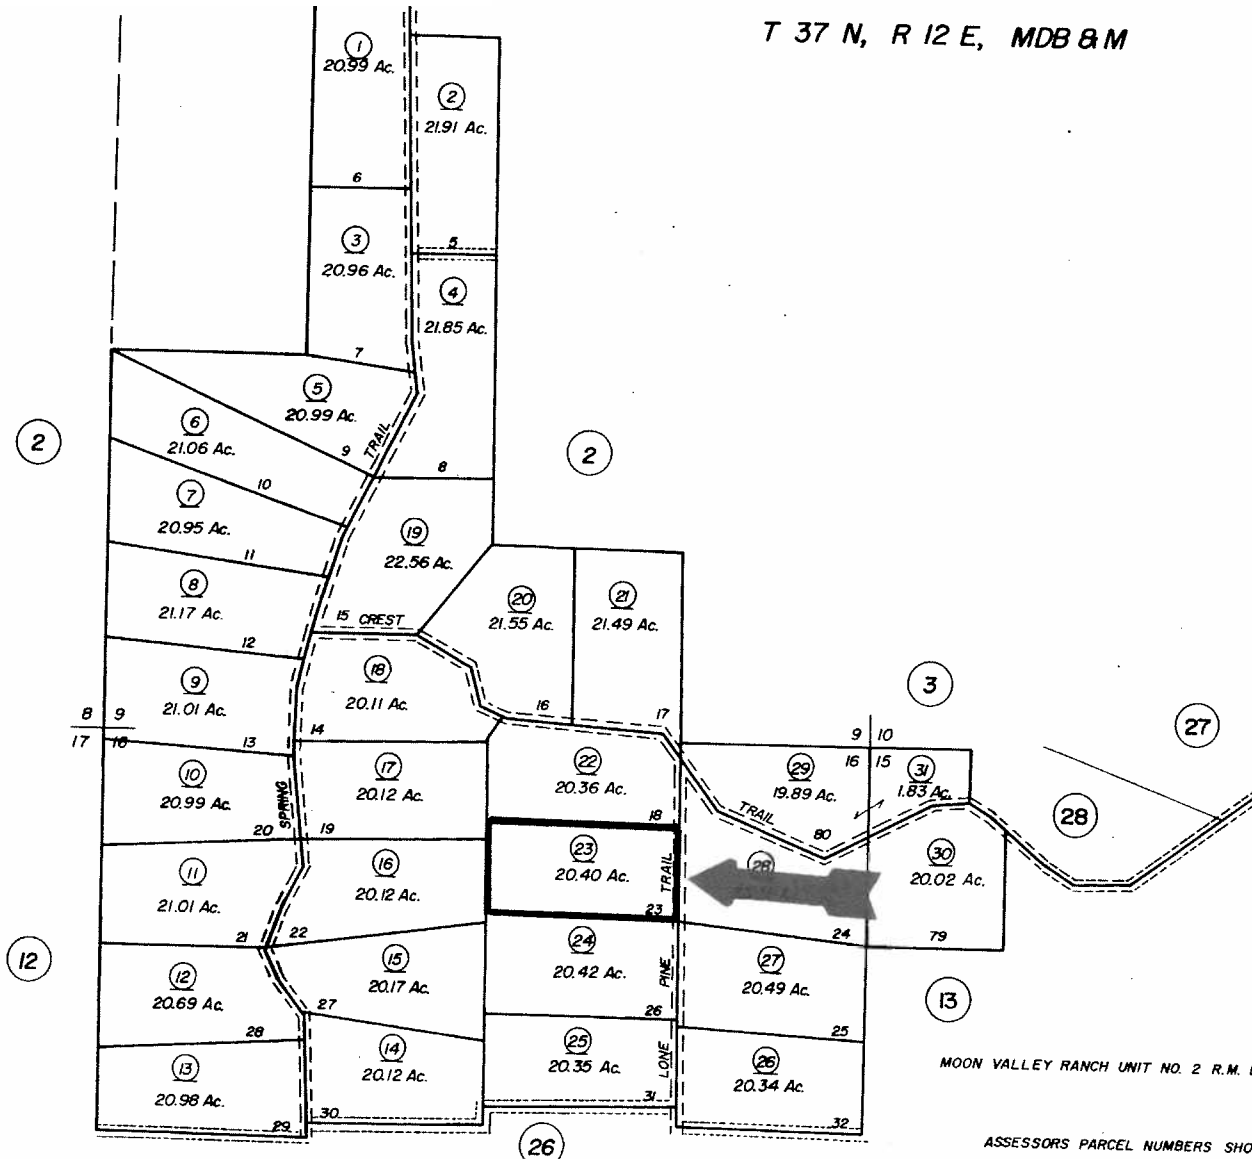 T 37 N, R 12 E, MDB & M
1
20.99 Ac.
2
21.91 Ac.
6
3
20.96 Ac.
5
4
21.85 Ac.
7
5
20.99 Ac.
6
21.06 Ac.
9
TRAIL
8
2
2
10
7
20.95 Ac.
11
19
22.56 Ac.
8
21.17 Ac.
12
15
CREST
20
21.55 Ac.
21
21.49 Ac.
9
21.01 Ac.
18
20.11 Ac.
16
17
3
27
8 9
17 16
13
14
9 10
16 15
10
20.99 Ac.
SPRING
17
20.12 Ac.
22
20.36 Ac.
29
19.89 Ac.
31
1.83 Ac.
TRAIL
28
20
19
18
80
11
21.01 Ac.
16
20.12 Ac.
23
20.40 Ac.
TRAIL
28
30
20.02 Ac.
23
21
22
24
79
12
12
20.69 Ac.
15
20.17 Ac.
24
20.42 Ac.
PINE
27
20.49 Ac.
13
27
26
28
25
13
20.98 Ac.
14
20.12 Ac.
25
20.35 Ac.
LONE
26
20.34 Ac.
MOON VALLEY RANCH UNIT NO. 2 R.M.
29
30
31
32
26
ASSESSORS PARCEL NUMBERS SHO